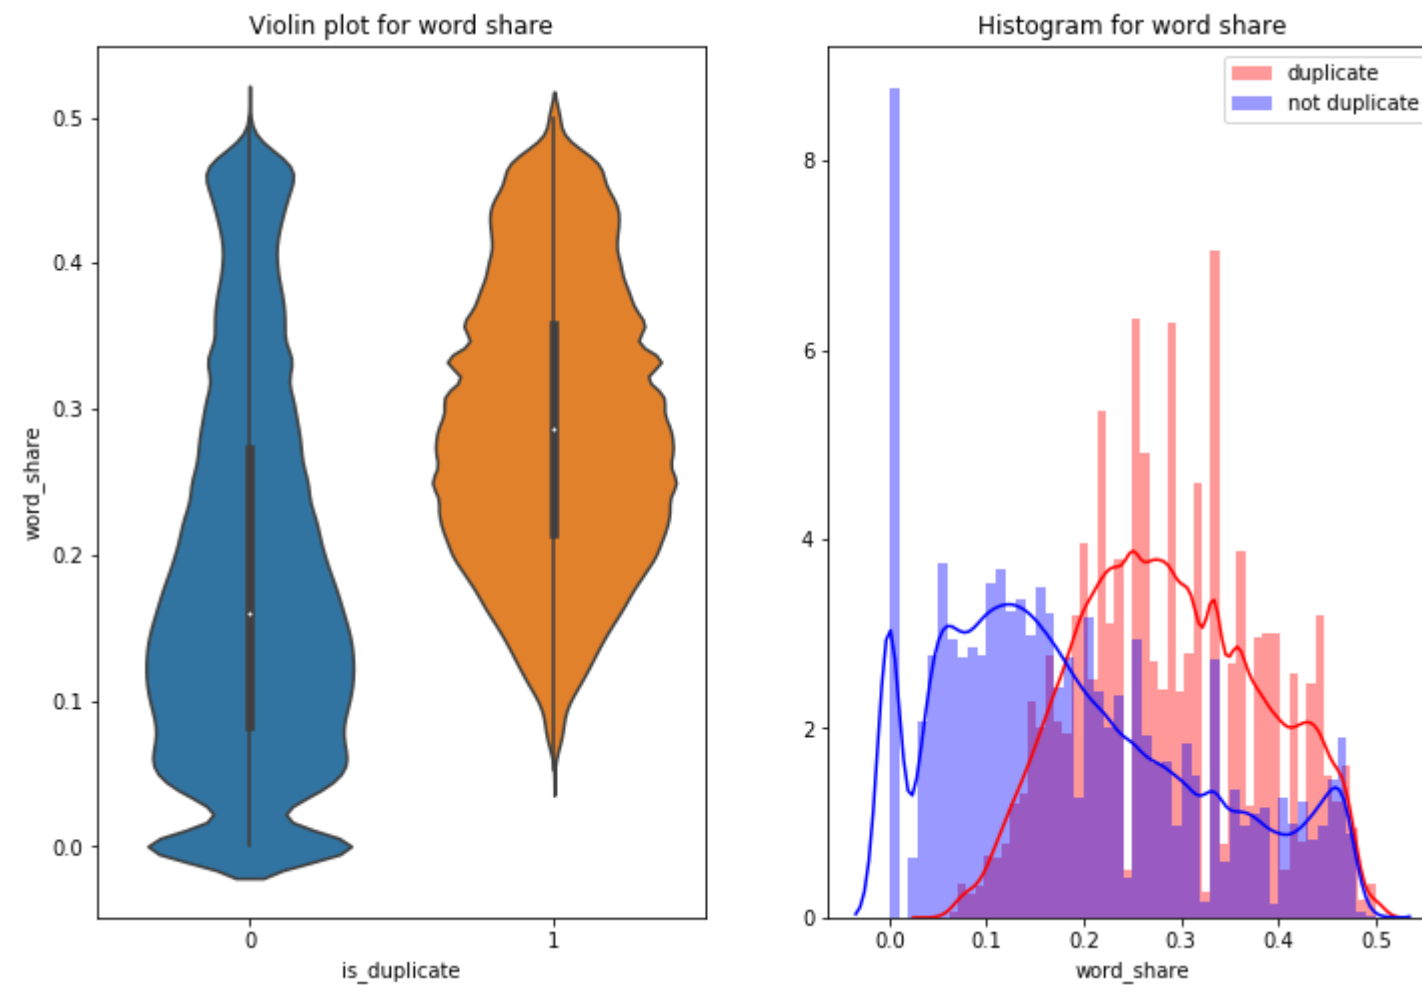 Violin plot for word share
0.5
0.4
0.3
0.2
0.1
0.0
word_share
0
1
is_duplicate
Histogram for word share
duplicate
not duplicate
8
6
4
2
0
0.0
0.1
0.2
0.3
0.4
0.5
word_share